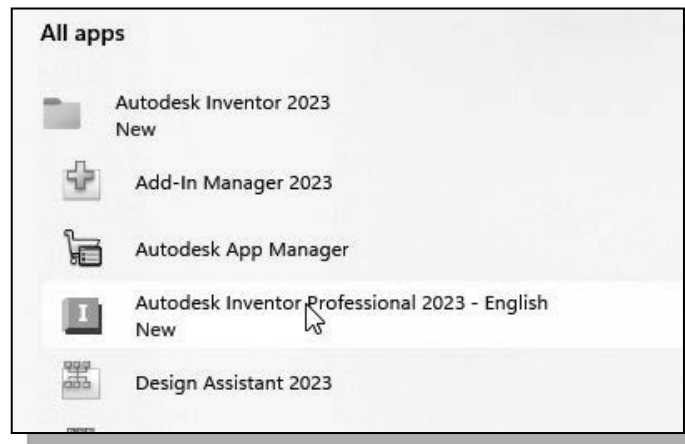 All apps
Autodesk Inventor 2023
New
Add-In Manager 2023
Autodesk App Manager
I
Autodesk Inventor Professional 2023 - English
New
Design Assistant 2023